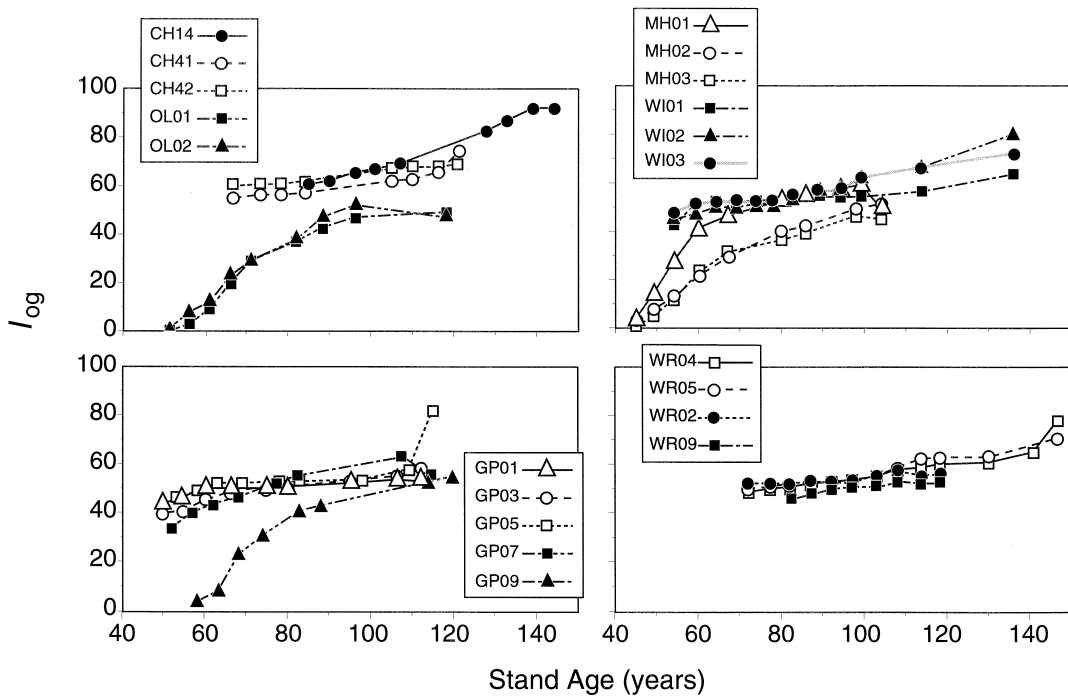 CH14
CH41
CH42
OL01
OL02
MH01
MH02
MH03
WI01
WI02
WI03
100
80
60
40
20
0
Iog
100
80
60
40
20
0
GP01
GP03
GP05
GP07
GP09
WR04
WR05
WR02
WR09
40 60 80 100 120 140 40 60 80 100 120 140
Stand Age (years)